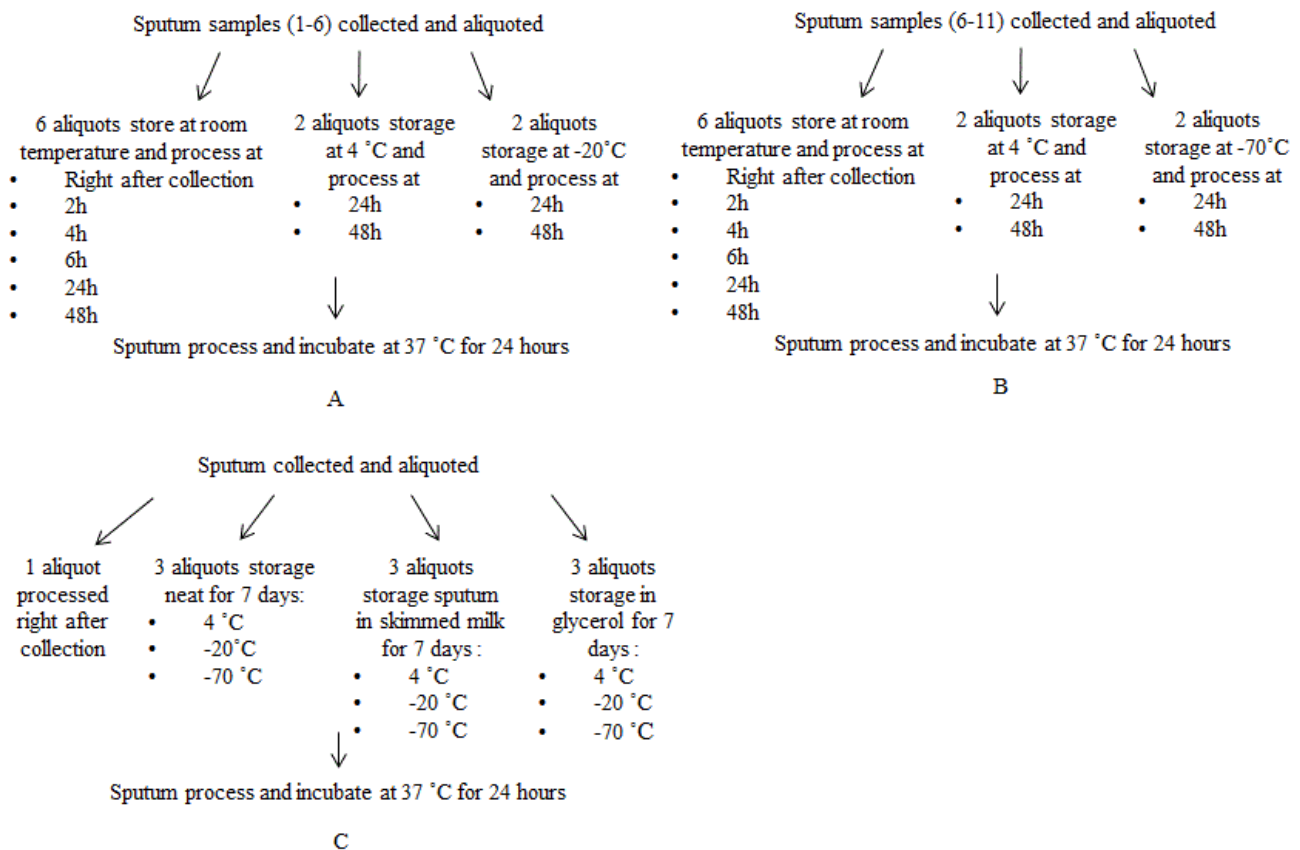 Sputum samples (1-6) collected and aliquoted
6 aliquots store at room
temperature and process at
• Right after collection
• 2h
• 4h
• 6h
• 24h
• 48h
2 aliquots storage
at 4 ˚C and
process at
• 24h
• 48h
2 aliquots
storage at -20˚C
and process at
• 24h
• 48h
Sputum process and incubate at 37 ˚C for 24 hours
A
Sputum samples (6-11) collected and aliquoted
6 aliquots store at room
temperature and process at
• Right after collection
• 2h
• 4h
• 6h
• 24h
• 48h
2 aliquots storage
at 4 ˚C and
process at
• 24h
• 48h
2 aliquots
storage at -70˚C
and process at
• 24h
• 48h
Sputum process and incubate at 37 ˚C for 24 hours
B
Sputum collected and aliquoted
1 aliquot
processed
right after
collection
3 aliquots storage
neat for 7 days:
• 4 ˚C
• -20˚C
• -70 ˚C
3 aliquots
storage sputum
in skimmed milk
for 7 days :
• 4 ˚C
• -20 ˚C
• -70 ˚C
3 aliquots
storage in
glycerol for 7
days :
• 4 ˚C
• -20 ˚C
• -70 ˚C
Sputum process and incubate at 37 ˚C for 24 hours
C